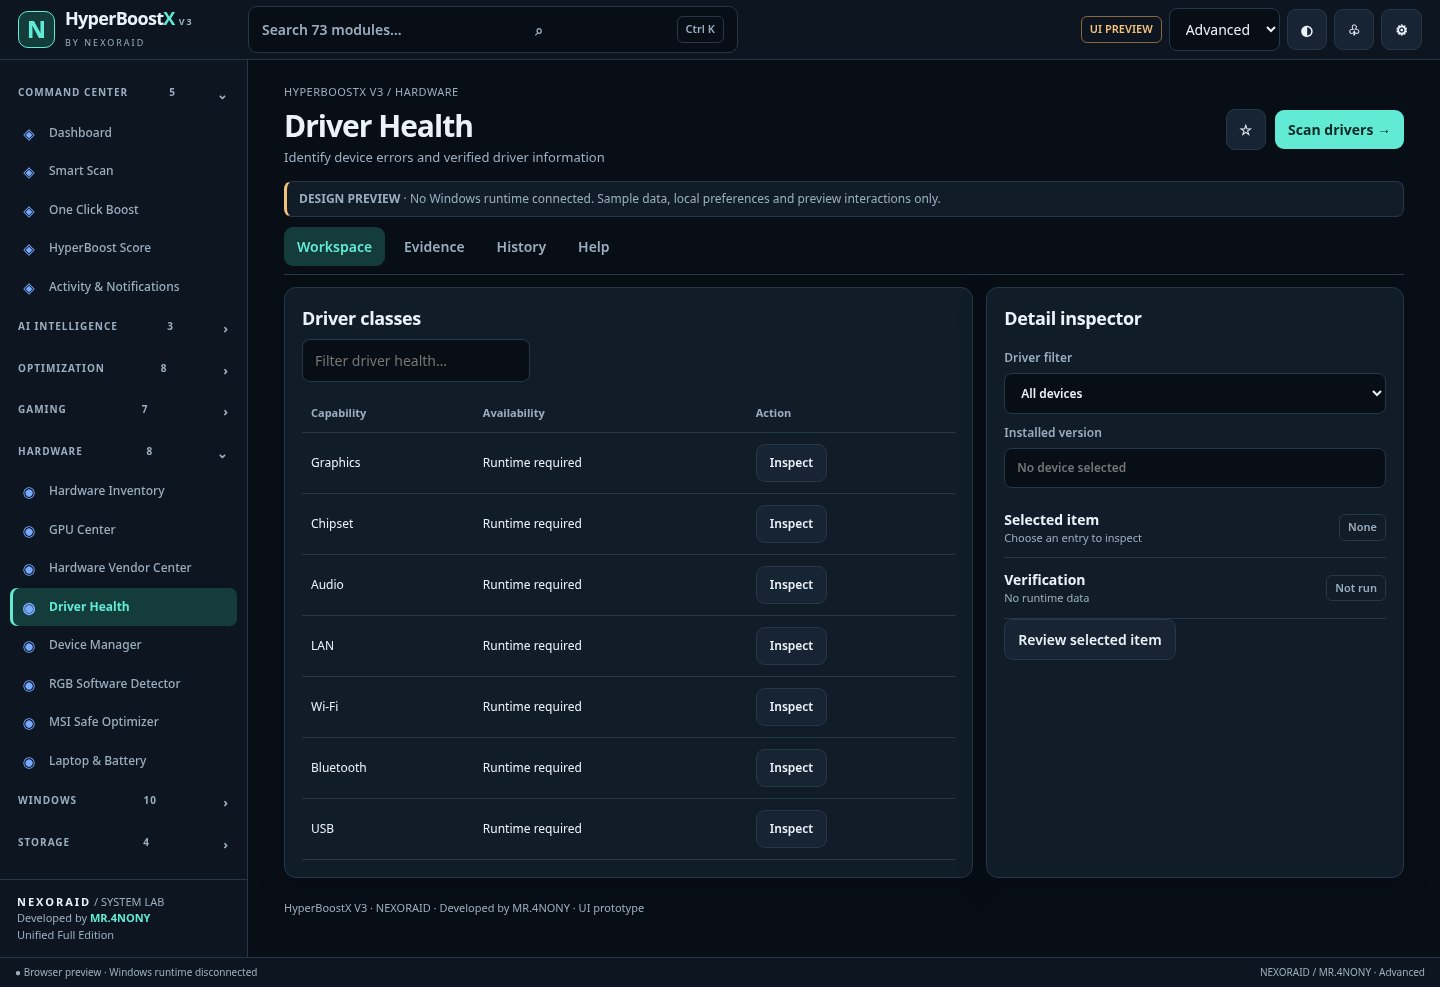 N HyperBoostX V3
BY NEXORAID
Search 73 modules... Ctrl K
UI PREVIEW Advanced
COMMAND CENTER 5
Dashboard
Smart Scan
One Click Boost
HyperBoost Score
Activity & Notifications
AI INTELLIGENCE 3
OPTIMIZATION 8
GAMING 7
HARDWARE 8
Hardware Inventory
GPU Center
Hardware Vendor Center
Driver Health
Device Manager
RGB Software Detector
MSI Safe Optimizer
Laptop & Battery
WINDOWS 10
STORAGE 4
NEXORAID / SYSTEM LAB
Developed by MR.4NONY
Unified Full Edition
HYPERBOOSTX V3 / HARDWARE
Driver Health
Identify device errors and verified driver information
Scan drivers →
DESIGN PREVIEW · No Windows runtime connected. Sample data, local preferences and preview interactions only.
Workspace Evidence History Help
Driver classes
Filter driver health...
Capability Availability Action
Graphics Runtime required Inspect
Chipset Runtime required Inspect
Audio Runtime required Inspect
LAN Runtime required Inspect
Wi-Fi Runtime required Inspect
Bluetooth Runtime required Inspect
USB Runtime required Inspect
Detail inspector
Driver filter
All devices
Installed version
No device selected
Selected item None
Choose an entry to inspect
Verification Not run
No runtime data
Review selected item
HyperBoostX V3 · NEXORAID · Developed by MR.4NONY · UI prototype
● Browser preview · Windows runtime disconnected
NEXORAID / MR.4NONY · Advanced